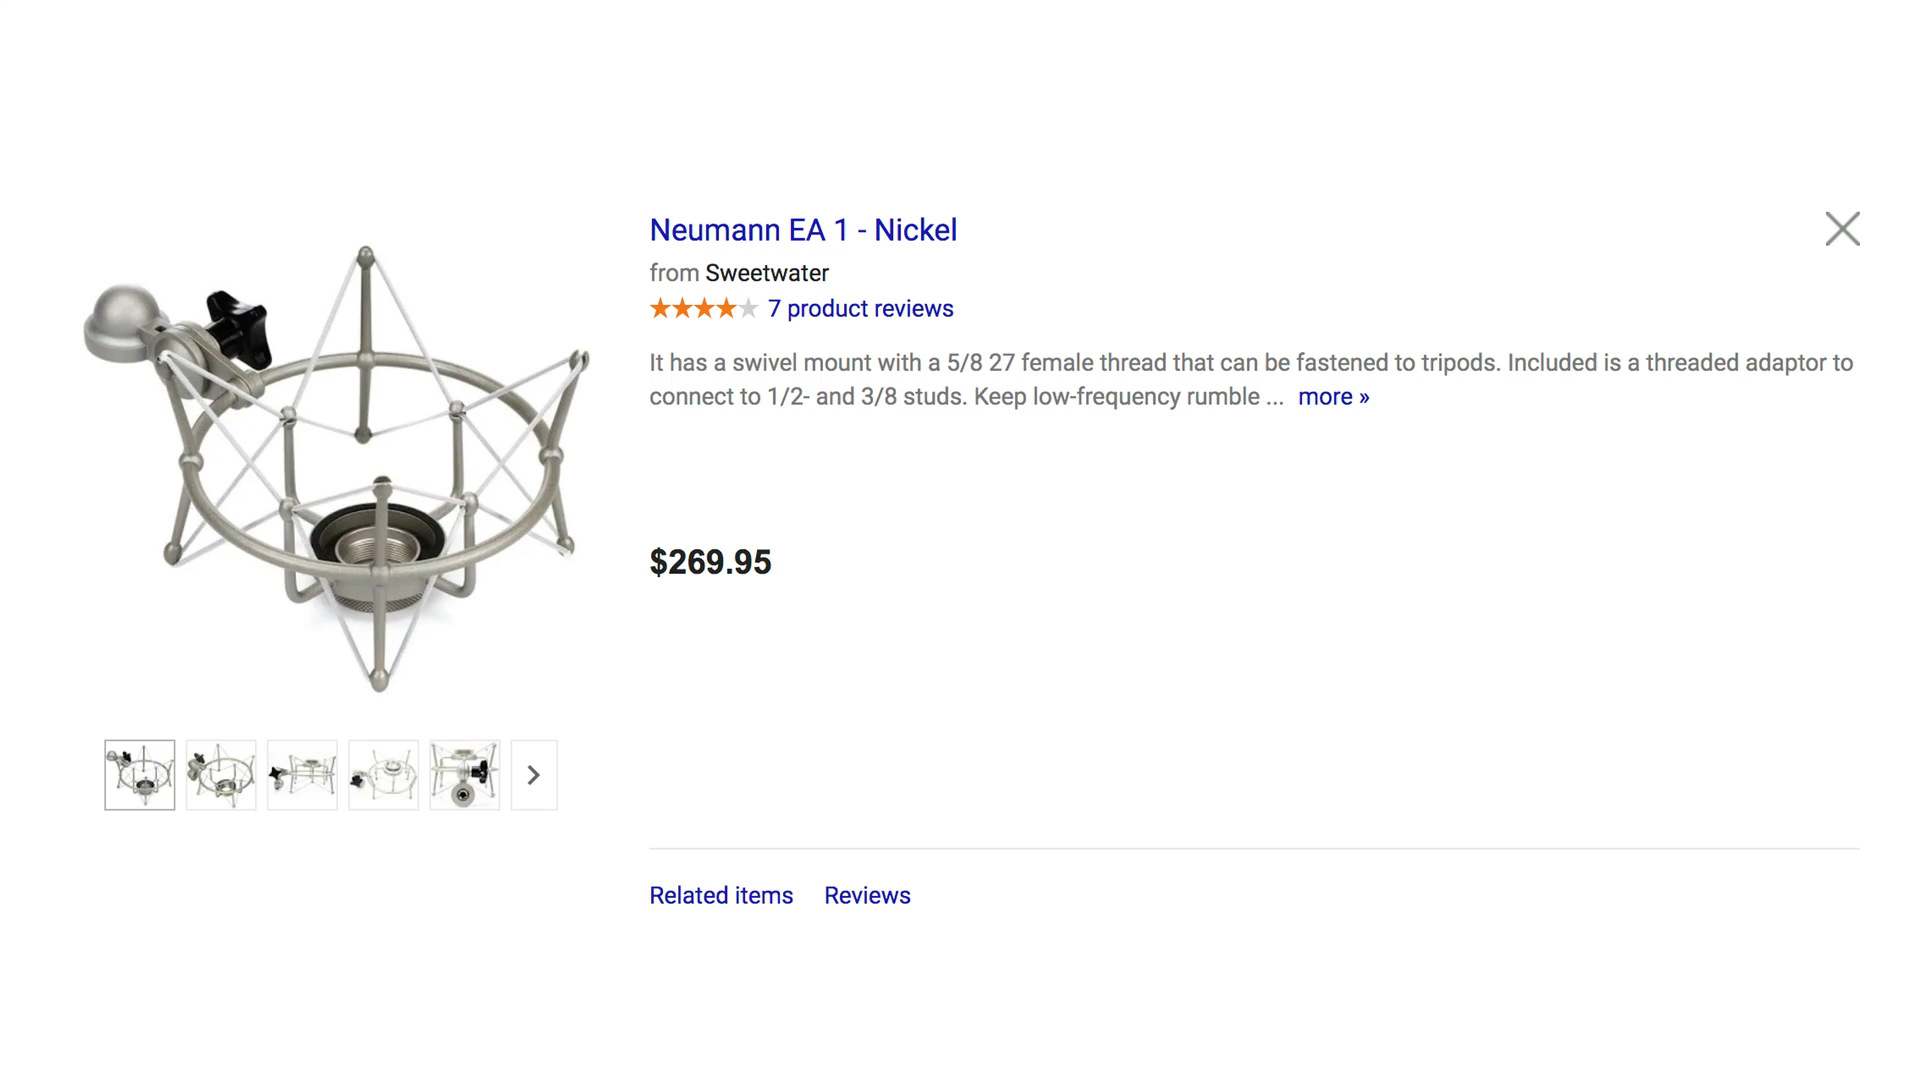 Neumann EA 1 - Nickel
from Sweetwater
7 product reviews
It has a swivel mount with a 5/8 27 female thread that can be fastened to tripods. Included is a threaded adaptor to
connect to 1/2- and 3/8 studs. Keep low-frequency rumble ... more »
$269.95
Related items Reviews